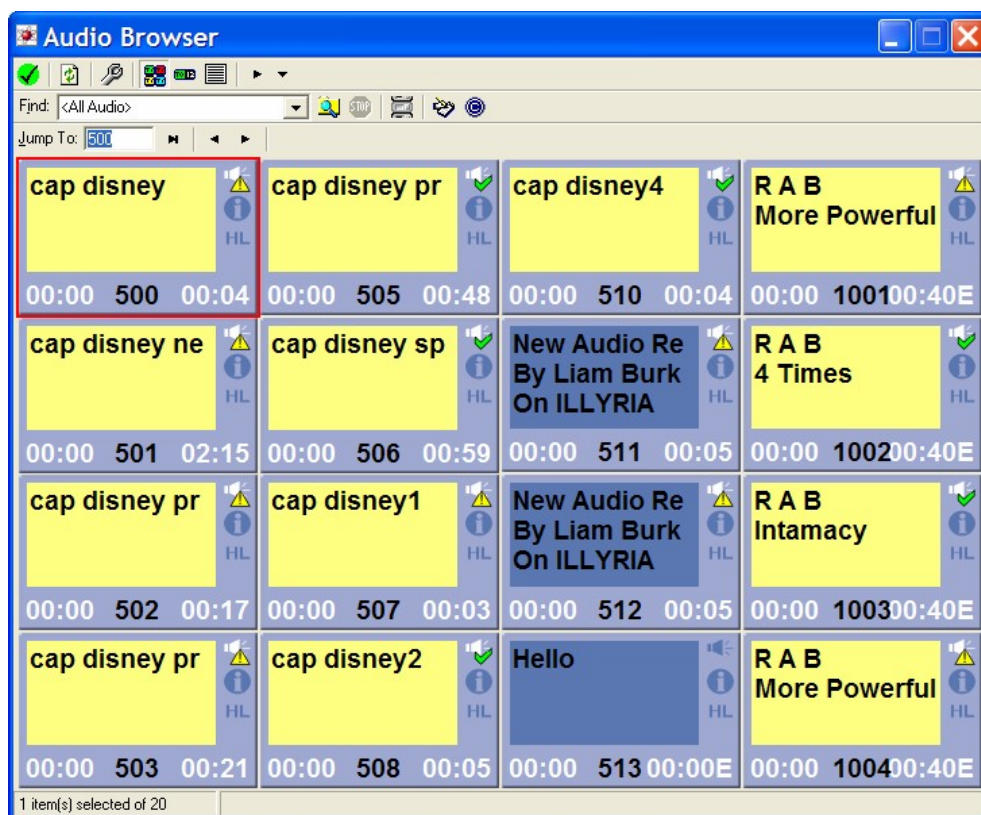 Audio Browser
Find: <All Audio>
STOP
Jump To: 500
cap disney
HL
00:00 500 00:04
cap disney pr
HL
00:00 505 00:48
cap disney4
HL
00:00 510 00:04
R A B
More Powerful
HL
00:00 1001 00:40E
cap disney ne
HL
00:00 501 02:15
cap disney sp
HL
00:00 506 00:59
New Audio Re
By Liam Burk
On ILLYRIA
HL
00:00 511 00:05
R A B
4 Times
HL
00:00 1002 00:40E
cap disney pr
HL
00:00 502 00:17
cap disney1
HL
00:00 507 00:03
New Audio Re
By Liam Burk
On ILLYRIA
HL
00:00 512 00:05
R A B
Intamacy
HL
00:00 1003 00:40E
cap disney pr
HL
00:00 503 00:21
cap disney2
HL
00:00 508 00:05
Hello
HL
00:00 513 00:00E
R A B
More Powerful
HL
00:00 1004 00:40E
1 item(s) selected of 20